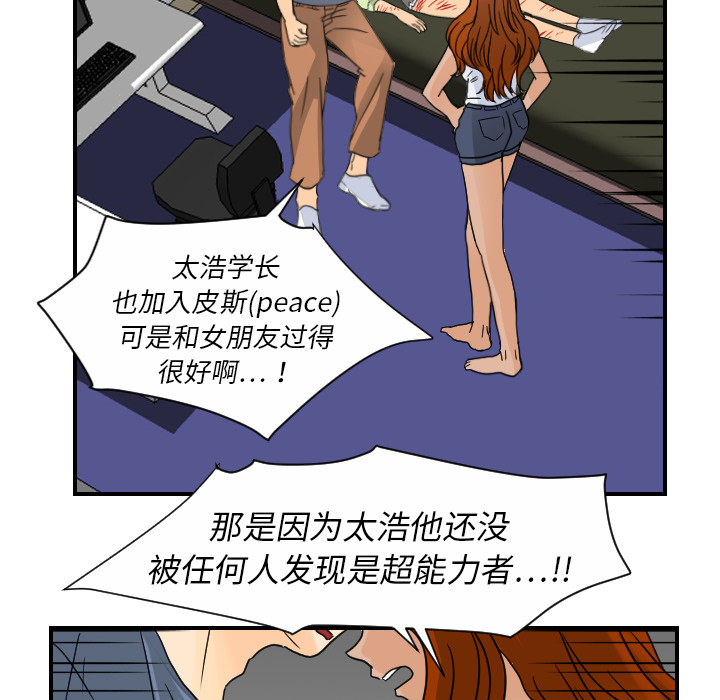 太浩学长
也加入皮斯(peace)
可是和女朋友过得
很好啊...！
那是因为太浩他还没
被任何人发现是超能力者...!!